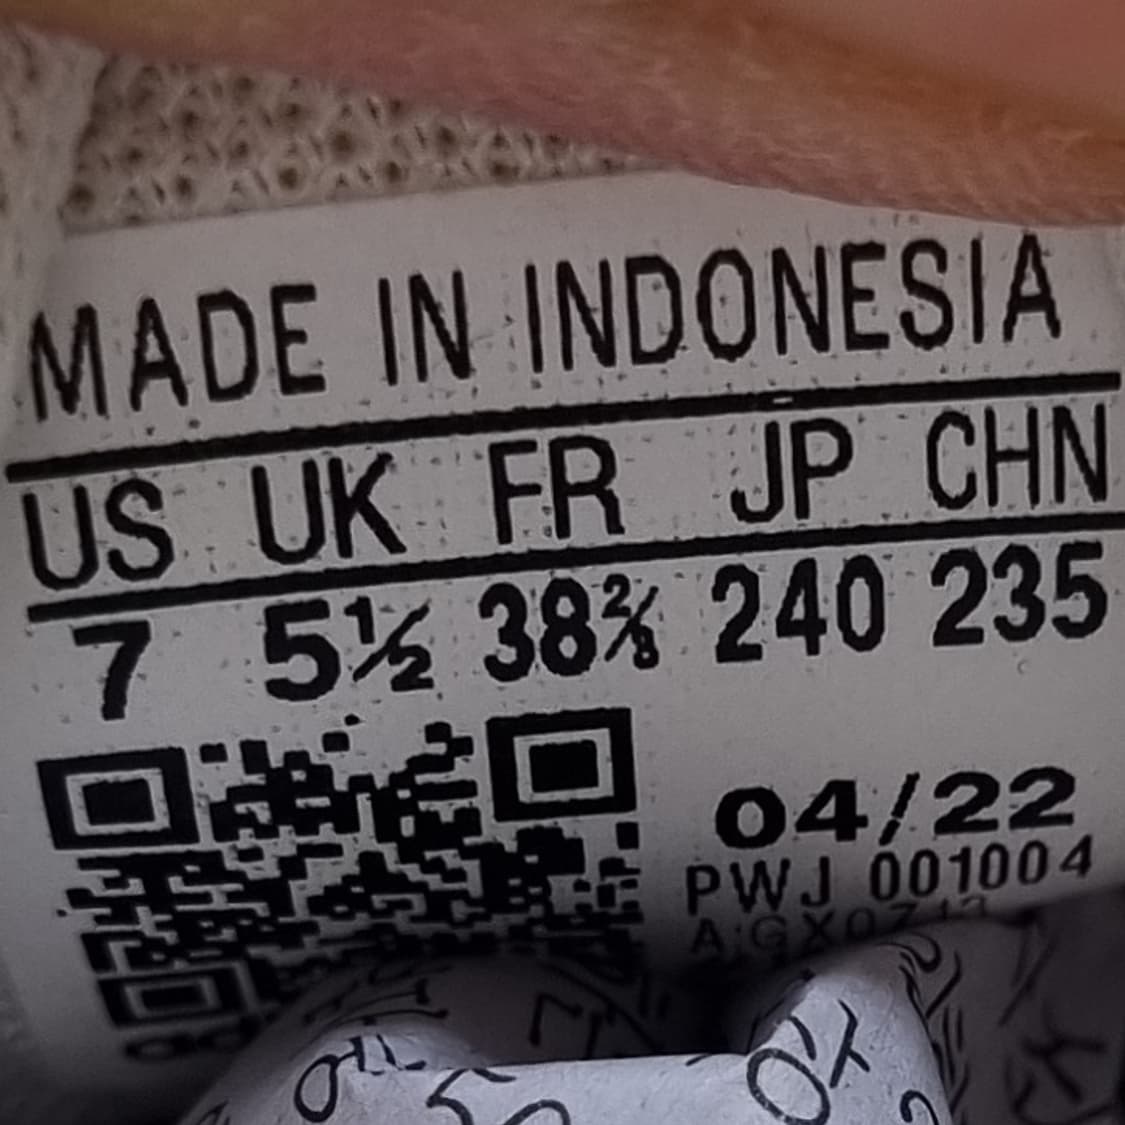 MADE IN INDONESIA
US UK FR JP CHN
7 5½ 38⅔ 240 235
04/22
PWJ 001004